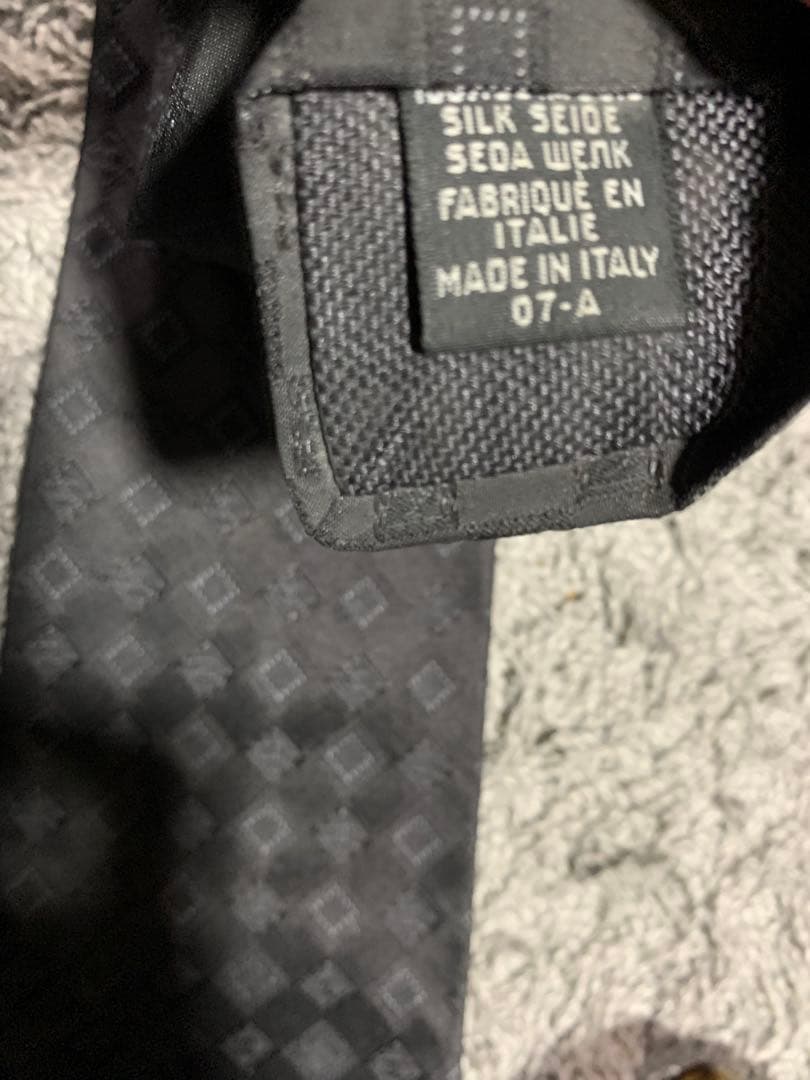 SILK SEIDE
SEDA ШЕЛК
FABRIQUÉ EN
ITALIE
MADE IN ITALY
07-A